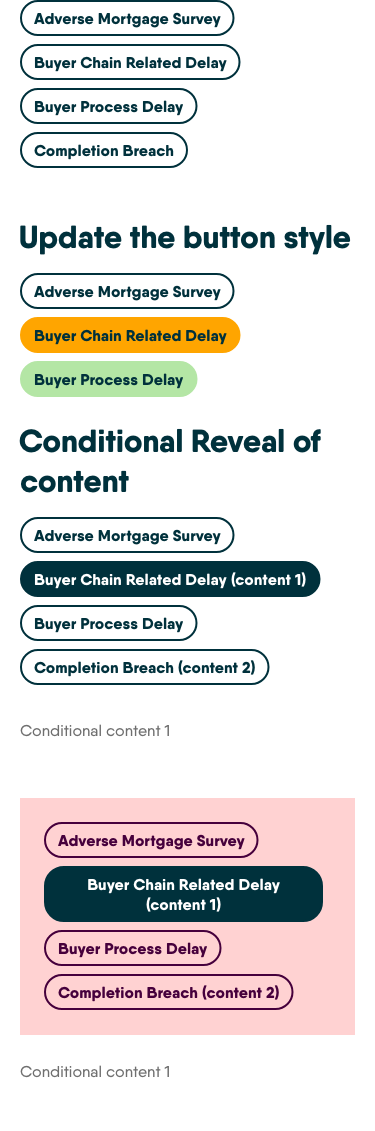 Adverse Mortgage Survey
Buyer Chain Related Delay
Buyer Process Delay
Completion Breach
Update the button style
Adverse Mortgage Survey
Buyer Chain Related Delay
Buyer Process Delay
Conditional Reveal of
content
Adverse Mortgage Survey
Buyer Chain Related Delay (content 1)
Buyer Process Delay
Completion Breach (content 2)
Conditional content 1
Adverse Mortgage Survey
Buyer Chain Related Delay
(content 1)
Buyer Process Delay
Completion Breach (content 2)
Conditional content 1